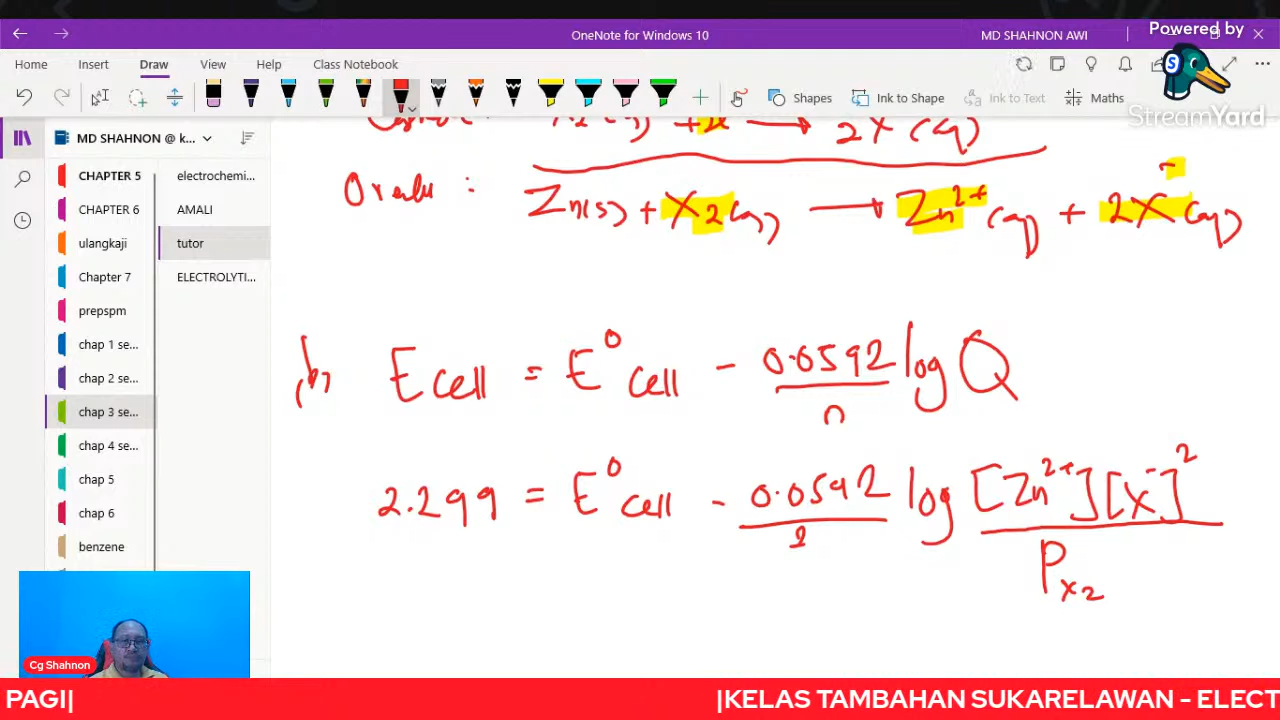 OneNote for Windows 10
MD SHAHNON AWI
Powered by
Home Insert Draw View Help Class Notebook
Shapes Ink to Shape Ink to Text Maths
StreamYard
MD SHAHNON @ k...
CHAPTER 5
CHAPTER 6
ulangkaji
Chapter 7
prepspm
chap 1 se...
chap 2 se...
chap 3 se...
chap 4 se...
chap 5
chap 6
benzene
electrochemi...
AMALI
tutor
ELECTROLYTI...
: Zn(s) + X₂(g) → Zn²⁺(aq) + 2X⁻(aq)
b) Ecell = E⁰cell - 0.0592/n log Q
2.299 = E⁰cell - 0.0592/2 log [Zn²⁺][X⁻]²/Pₓ₂
Cg Shahnon
PAGI| |KELAS TAMBAHAN SUKARELAWAN - ELECT